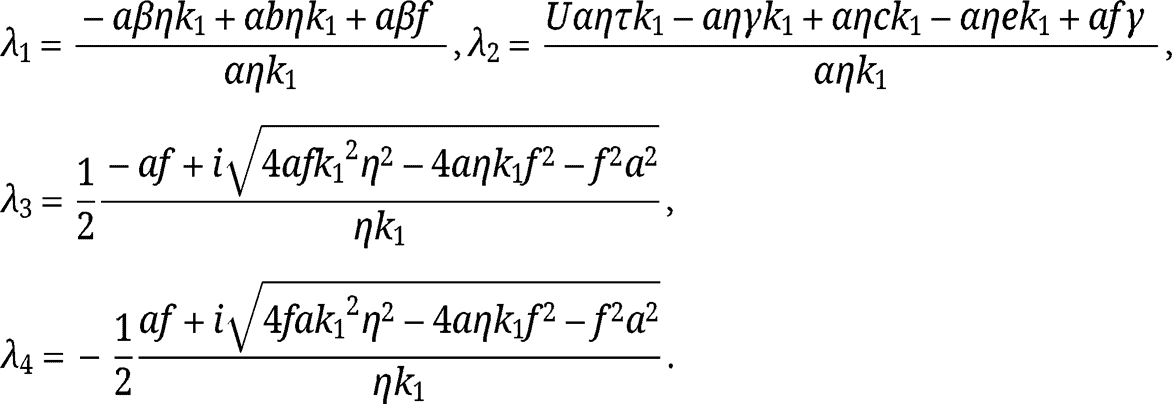 λ₁ = (− aβηk₁ + abηk₁ + aβf) / (αηk₁), λ₂ = (Uαητk₁ − aηγk₁ + aηck₁ − αηek₁ + afγ) / (αηk₁),
λ₃ = 1/2 (− af + i√(4afk₁²η² − 4aηk₁f² − f²a²)) / (ηk₁),
λ₄ = − 1/2 (af + i√(4fak₁²η² − 4aηk₁f² − f²a²)) / (ηk₁).